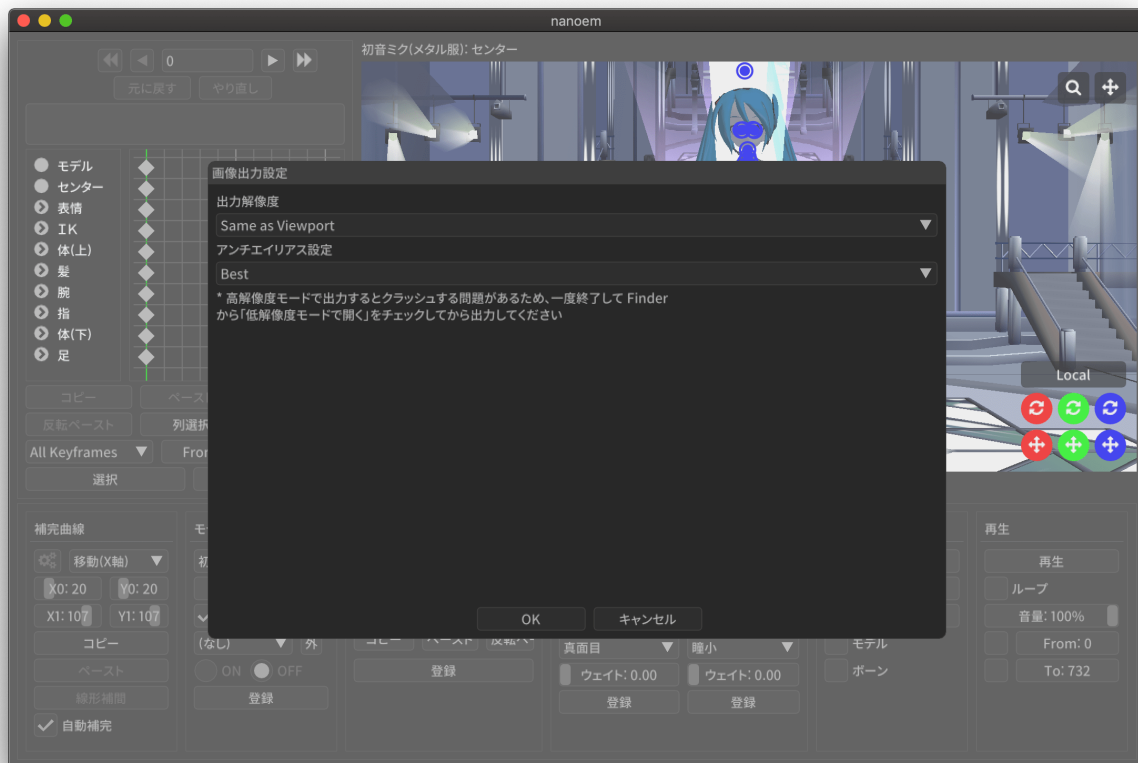 nanoem
0
元に戻す
やり直し
初音ミク(メタル服): センター
モデル
センター
表情
IK
体(上)
髪
腕
指
体(下)
足
コピー
反転ペースト
列選択
All Keyframes
選択
画像出力設定
出力解像度
Same as Viewport
アンチエイリアス設定
Best
* 高解像度モードで出力するとクラッシュする問題があるため、一度終了して Finder
から「低解像度モードで開く」をチェックしてから出力してください
OK
キャンセル
Local
補完曲線
移動(X軸)
X0: 20
Y0: 20
X1: 107
Y1: 107
コピー
ペースト
線形補間
自動補完
(なし)
外
ON
OFF
登録
登録
真面目
瞳小
ウェイト: 0.00
ウェイト: 0.00
登録
登録
モデル
ボーン
再生
再生
ループ
音量: 100%
From: 0
To: 732